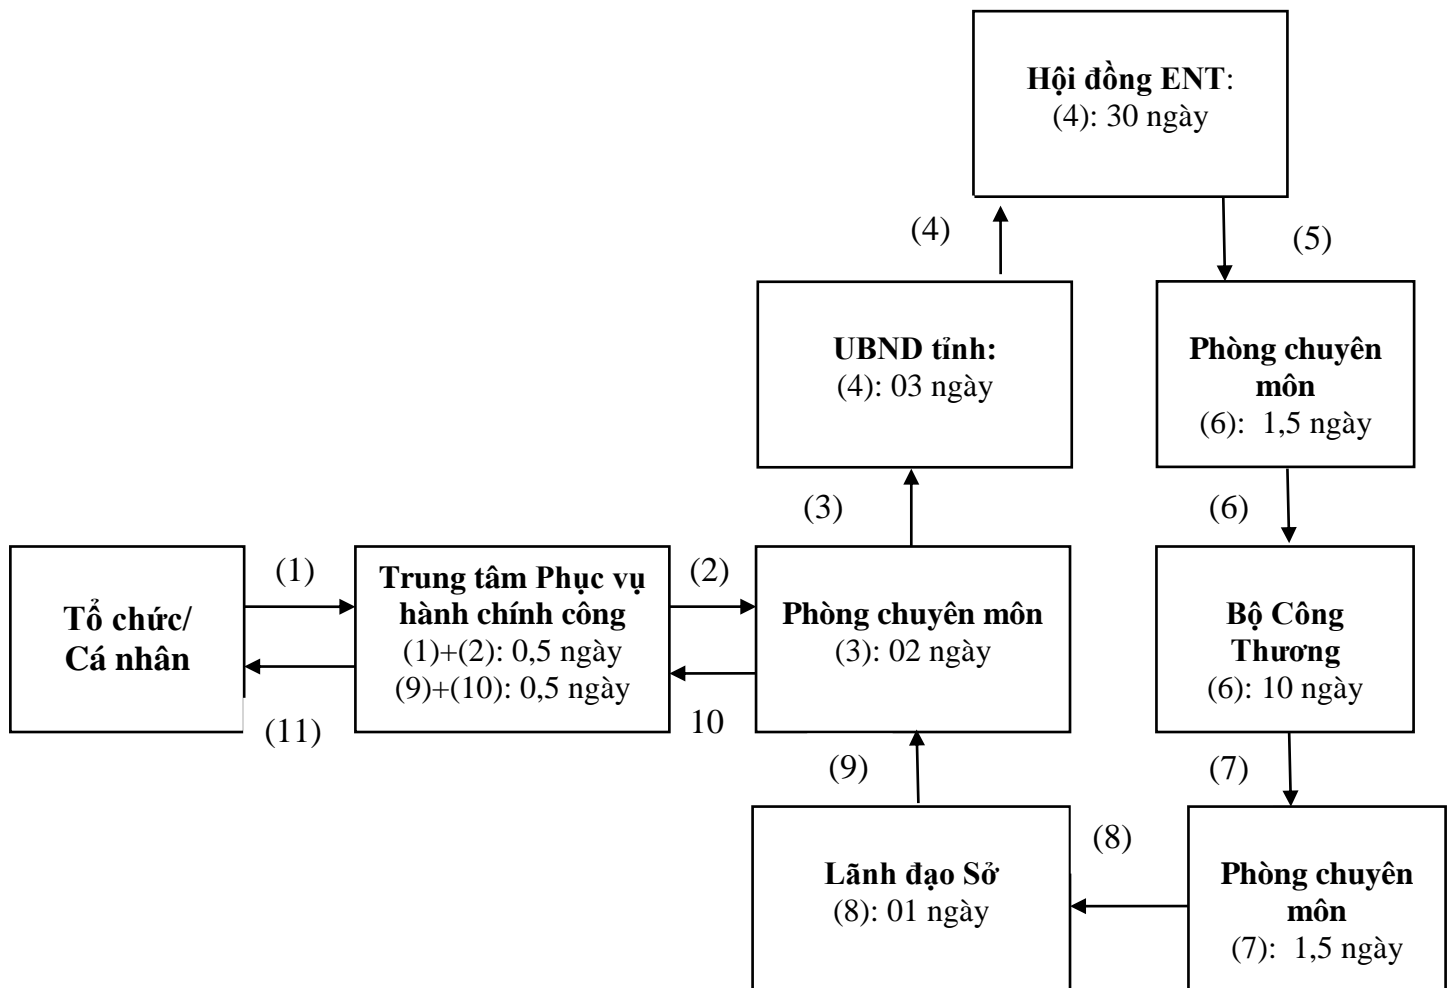 Hội đồng ENT:
(4): 30 ngày
(4)
(5)
UBND tỉnh:
(4): 03 ngày
Phòng chuyên
môn
(6): 1,5 ngày
(3)
(6)
Tổ chức/
Cá nhân
(1)
(11)
Trung tâm Phục vụ
hành chính công
(1)+(2): 0,5 ngày
(9)+(10): 0,5 ngày
(2)
10
Phòng chuyên môn
(3): 02 ngày
Bộ Công
Thương
(6): 10 ngày
(9)
(7)
Lãnh đạo Sở
(8): 01 ngày
(8)
Phòng chuyên
môn
(7): 1,5 ngày